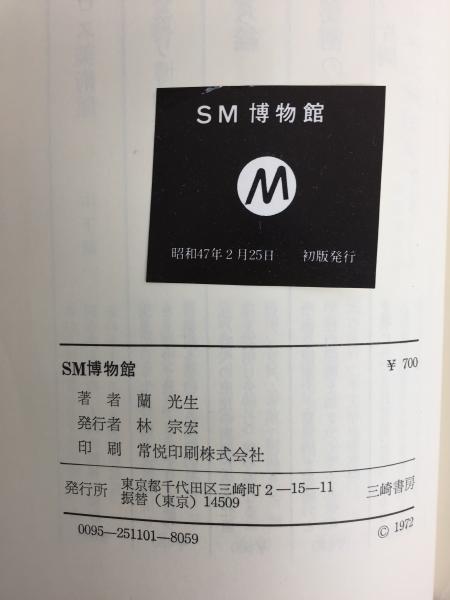 SM 博物館
M
昭和47年2月25日 初版発行
SM博物館 ¥ 700
著者 蘭 光生
発行者 林 宗宏
印刷 常悦印刷株式会社
発行所 東京都千代田区三崎町2―15―11 三崎書房
振替(東京)14509
0095―251101―8059 © 1972